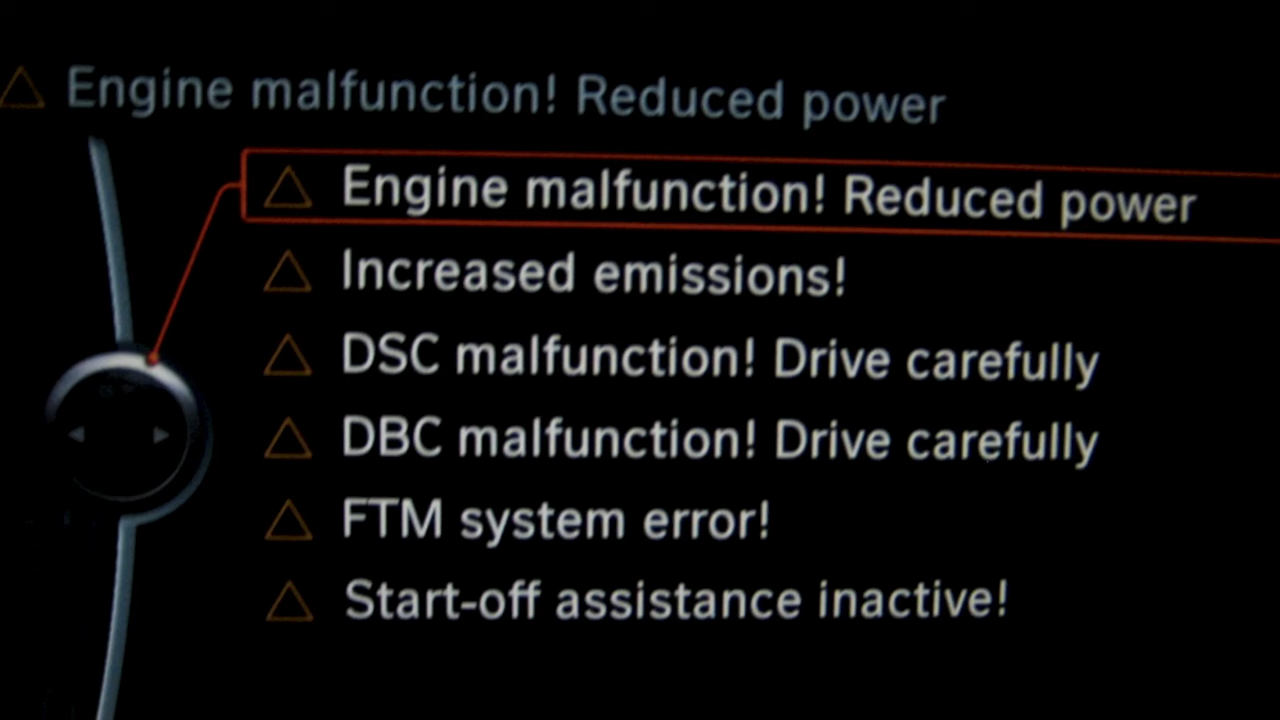 Engine malfunction! Reduced power
Engine malfunction! Reduced power
Increased emissions!
DSC malfunction! Drive carefully
DBC malfunction! Drive carefully
FTM system error!
Start-off assistance inactive!